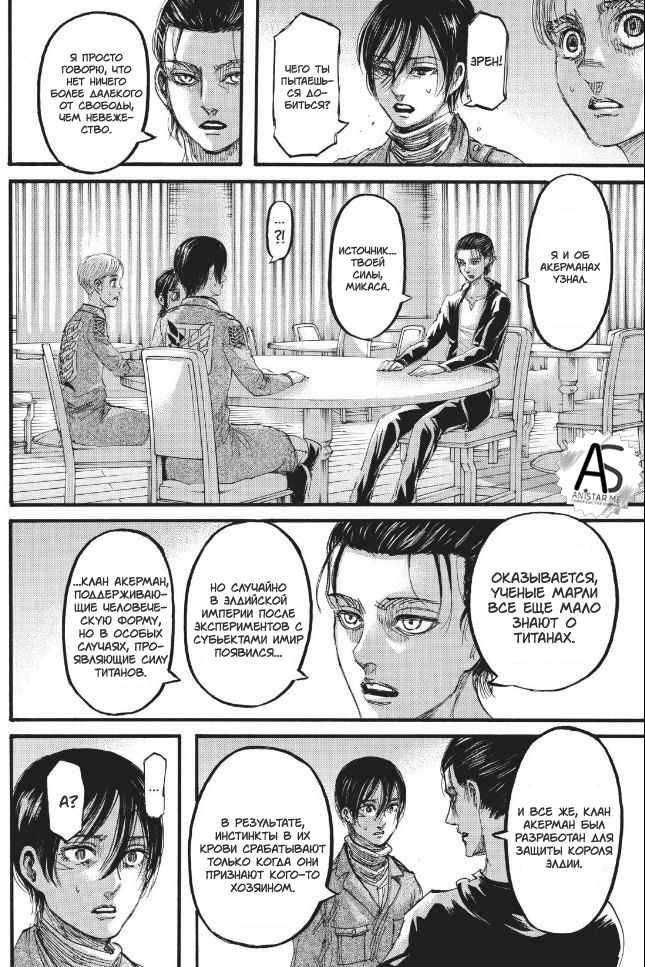 ЭРЕН!
ЧЕГО ТЫ
ПЫТАЕШЬ-
СЯ ДО-
БИТЬСЯ?
Я ПРОСТО
ГОВОРЮ, ЧТО
НЕТ НИЧЕГО
БОЛЕЕ ДАЛЕКОГО
ОТ СВОБОДЫ,
ЧЕМ НЕВЕЖЕ-
СТВО.
Я И ОБ
АКЕРМАНАХ
УЗНАЛ.
ИСТОЧНИК...
ТВОЕЙ
СИЛЫ,
МИКАСА.
...
?!
AS
ANISTAR.ME
ОКАЗЫВАЕТСЯ,
УЧЕНЫЕ МАРЛИ
ВСЕ ЕЩЕ МАЛО
ЗНАЮТ О
ТИТАНАХ.
НО СЛУЧАЙНО
В ЭЛДИЙСКОЙ
ИМПЕРИИ ПОСЛЕ
ЭКСПЕРИМЕНТОВ С
СУБЬЕКТАМИ ИМИР
ПОЯВИЛСЯ...
...КЛАН АКЕРМАН,
ПОДДЕРЖИВАЮ-
ЩИЕ ЧЕЛОВЕЧЕ-
СКУЮ ФОРМУ,
НО В ОСОБЫХ
СЛУЧАЯХ, ПРО-
ЯВЛЯЮЩИЕ СИЛУ
ТИТАНОВ.
И ВСЕ ЖЕ, КЛАН
АКЕРМАН БЫЛ
РАЗРАБОТАН ДЛЯ
ЗАЩИТЫ КОРОЛЯ
ЭЛДИИ.
В РЕЗУЛЬТАТЕ,
ИНСТИНКТЫ В ИХ
КРОВИ СРАБАТЫВАЮТ
ТОЛЬКО КОГДА ОНИ
ПРИЗНАЮТ КОГО-ТО
ХОЗЯИНОМ.
...
А?